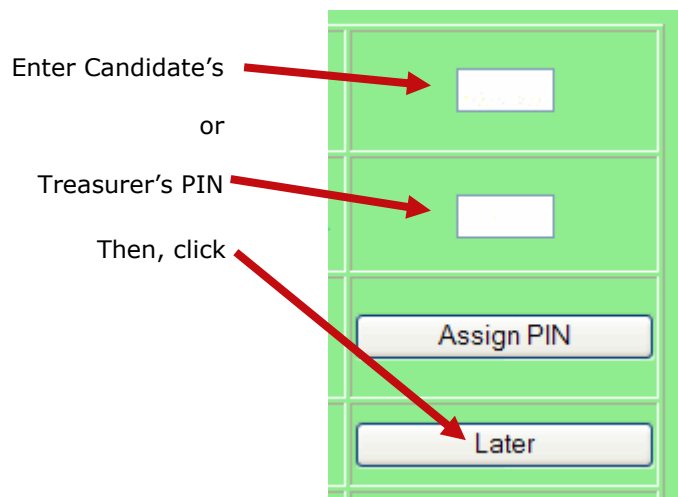 Enter Candidate’s
or
Treasurer’s PIN
Then, click
Assign PIN
Later